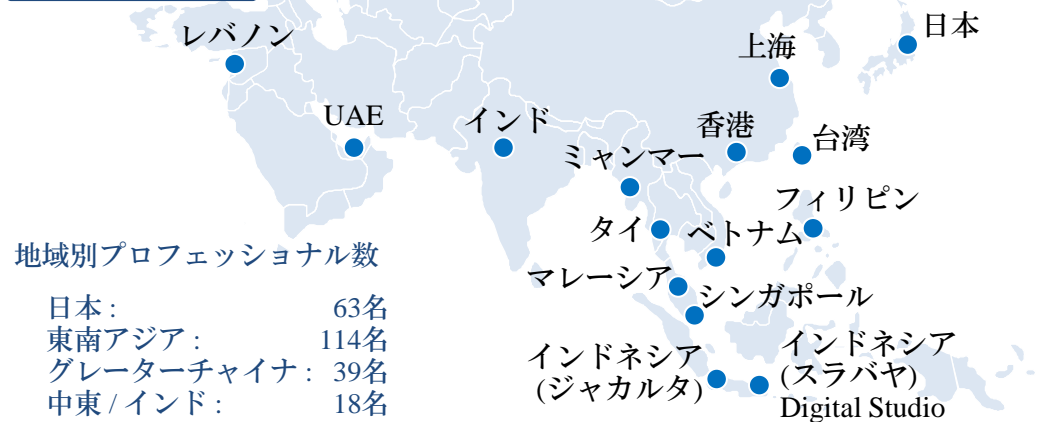 レバノン
日本
上海
UAE
インド
香港
台湾
ミャンマー
フィリピン
タイ
ベトナム
マレーシア
シンガポール
インドネシア
(ジャカルタ)
インドネシア
(スラバヤ)
Digital Studio
地域別プロフェッショナル数
日本 : 63名
東南アジア : 114名
グレーターチャイナ : 39名
中東 / インド : 18名